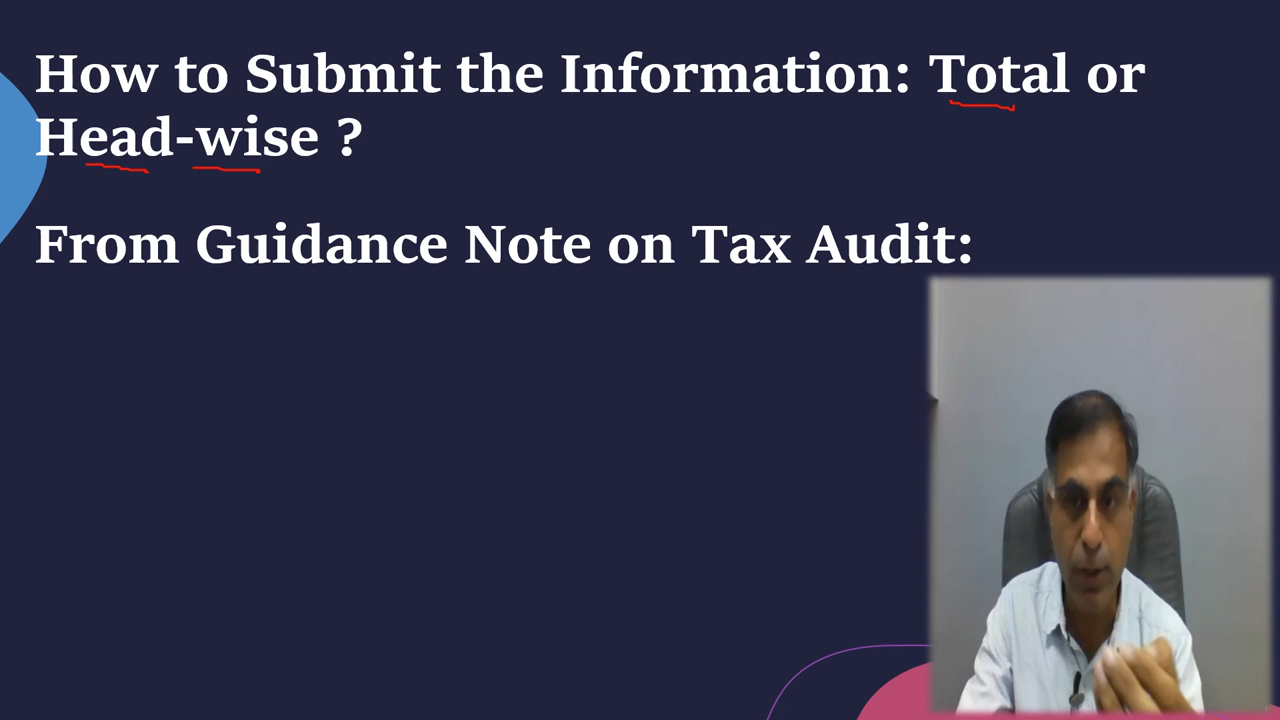 How to Submit the Information: Total or
Head-wise ?
From Guidance Note on Tax Audit: